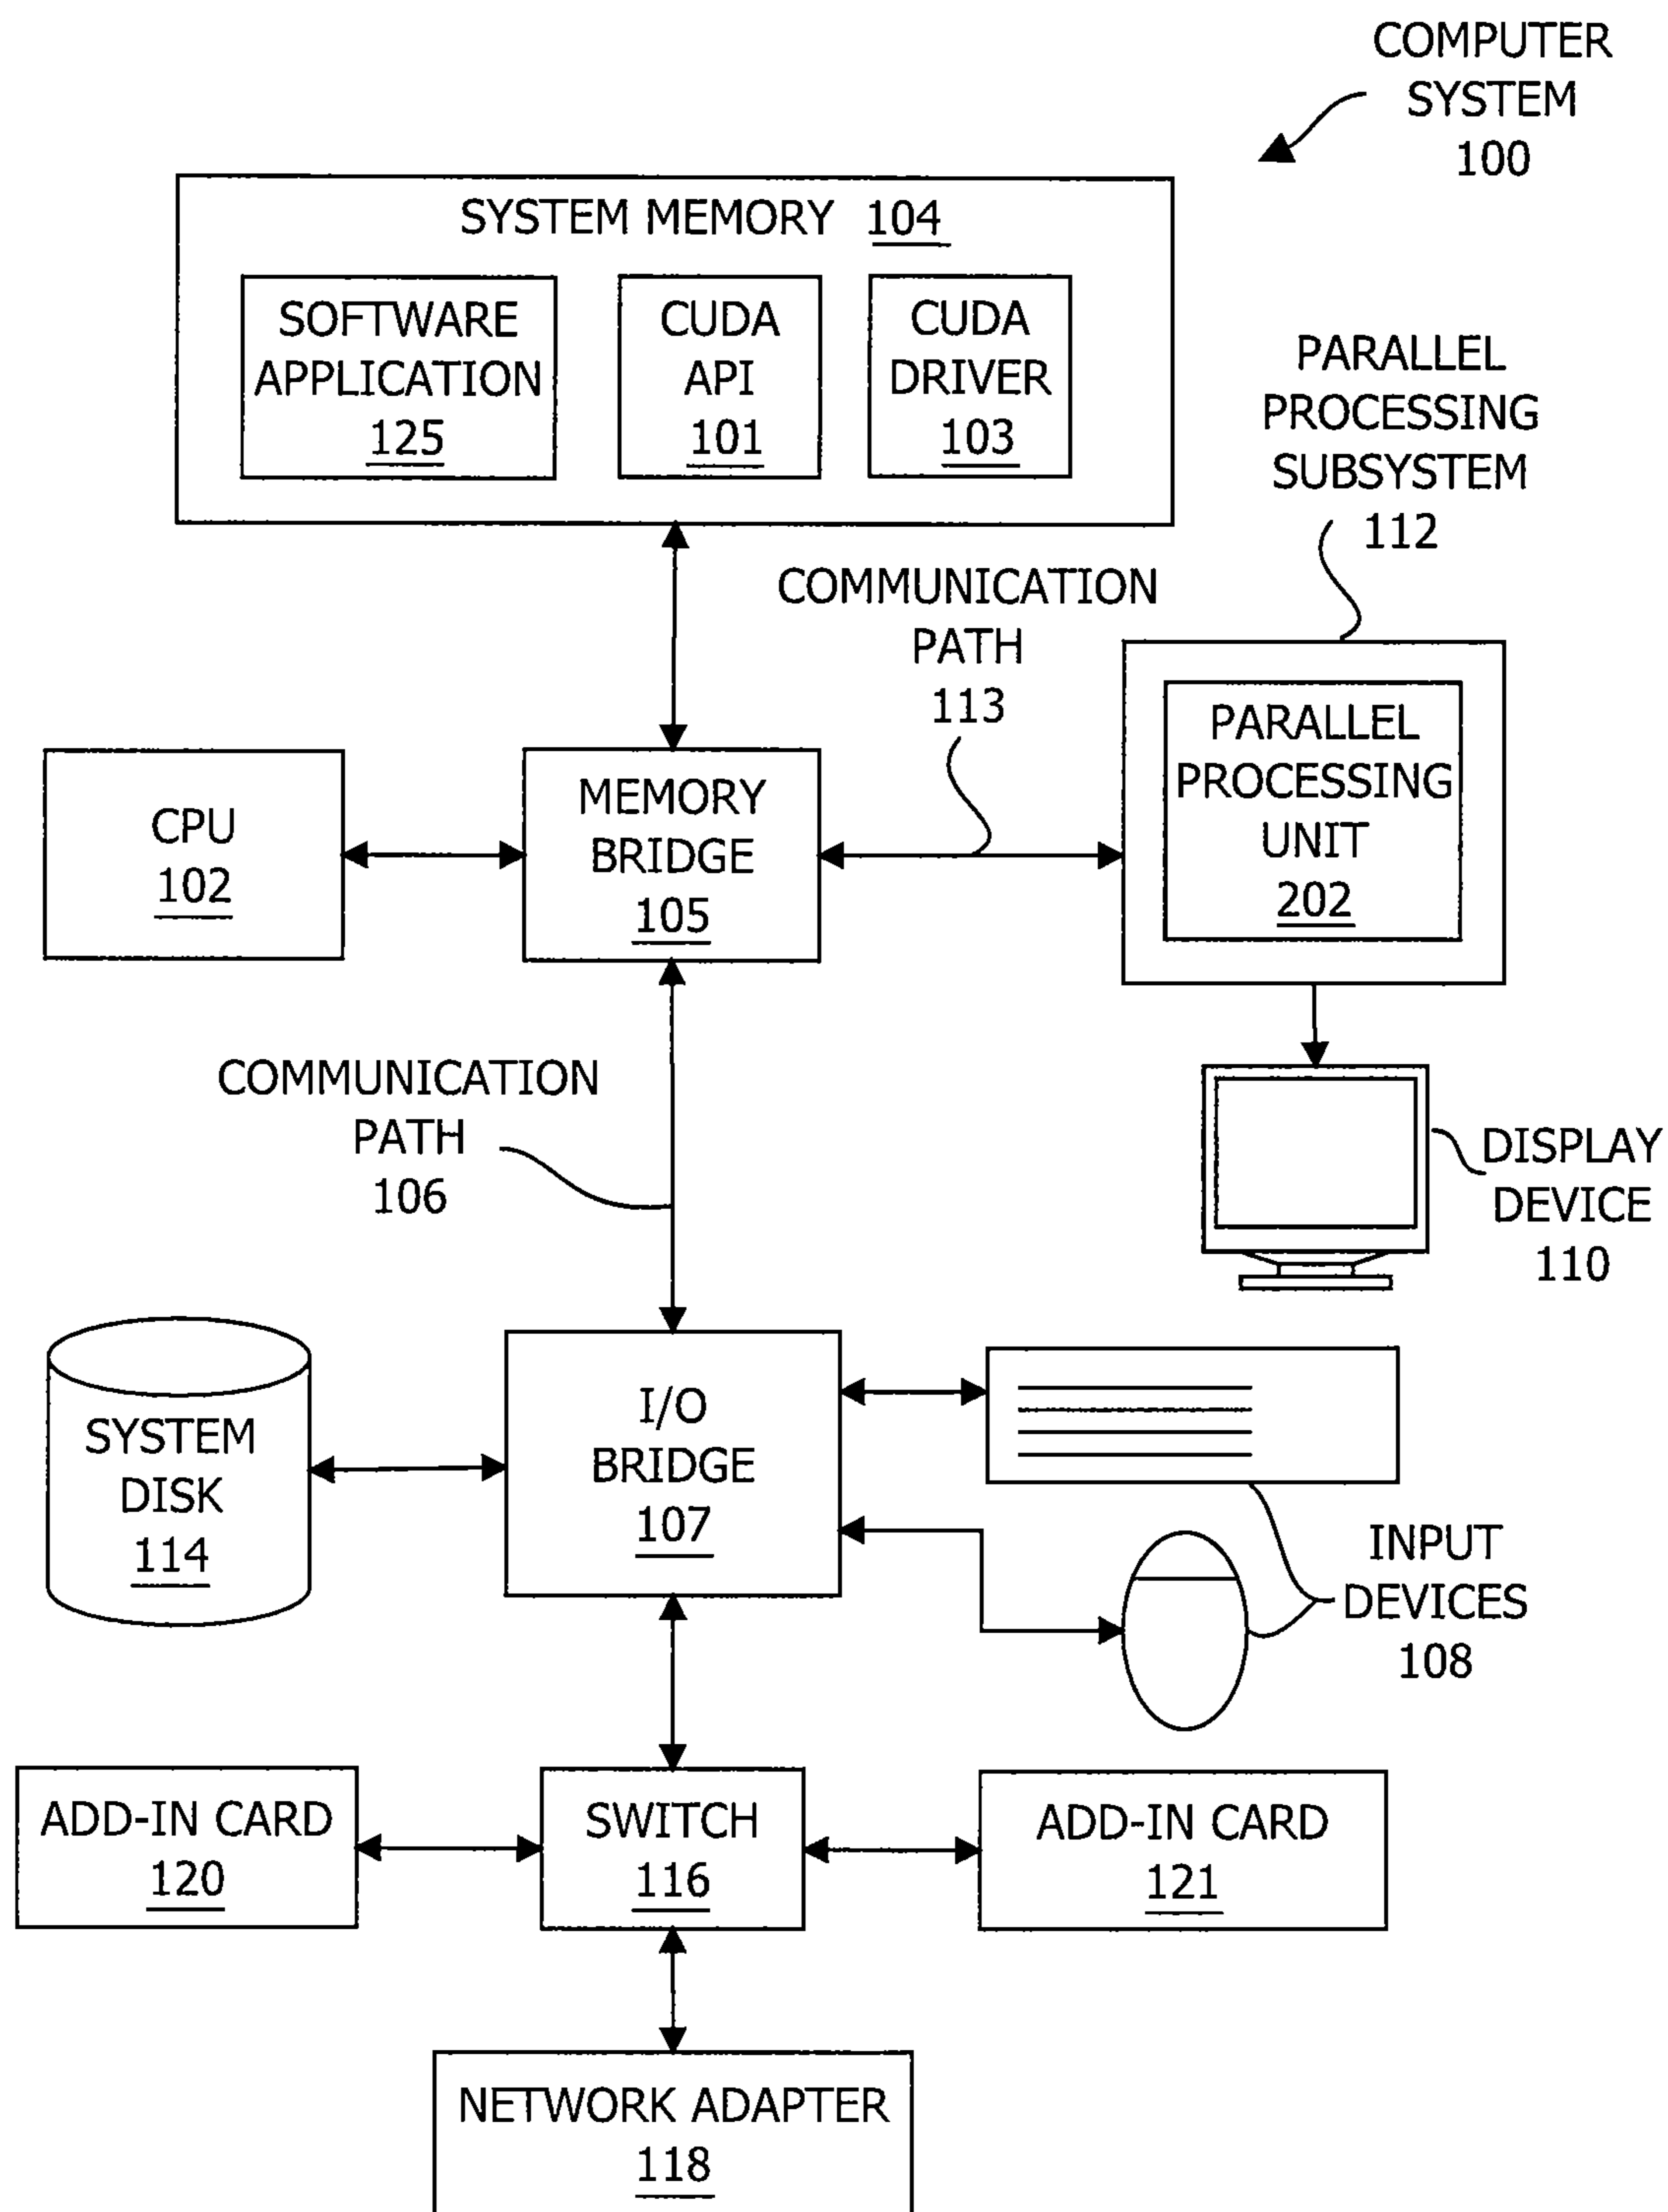 COMPUTER
SYSTEM
100
SYSTEM MEMORY 104
SOFTWARE
APPLICATION
125
CUDA
API
101
CUDA
DRIVER
103
PARALLEL
PROCESSING
SUBSYSTEM
112
COMMUNICATION
PATH
113
PARALLEL
PROCESSING
UNIT
202
CPU
102
MEMORY
BRIDGE
105
COMMUNICATION
PATH
106
DISPLAY
DEVICE
110
SYSTEM
DISK
114
I/O
BRIDGE
107
INPUT
DEVICES
108
ADD-IN CARD
120
SWITCH
116
ADD-IN CARD
121
NETWORK ADAPTER
118